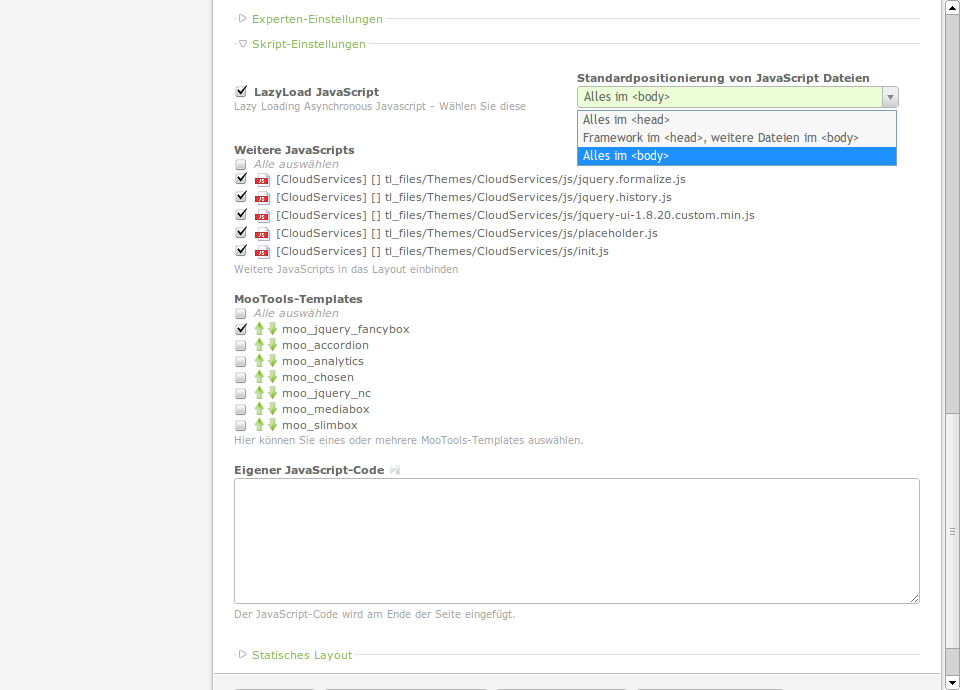 Experten-Einstellungen
Skript-Einstellungen
LazyLoad JavaScript
Lazy Loading Asynchronous Javascript - Wählen Sie diese
Standardpositionierung von JavaScript Dateien
Alles im <body>
Alles im <head>
Framework im <head>, weitere Dateien im <body>
Alles im <body>
Weitere JavaScripts
Alle auswählen
[CloudServices] [] tl_files/Themes/CloudServices/js/jquery.formalize.js
[CloudServices] [] tl_files/Themes/CloudServices/js/jquery.history.js
[CloudServices] [] tl_files/Themes/CloudServices/js/jquery-ui-1.8.20.custom.min.js
[CloudServices] [] tl_files/Themes/CloudServices/js/placeholder.js
[CloudServices] [] tl_files/Themes/CloudServices/js/init.js
Weitere JavaScripts in das Layout einbinden
MooTools-Templates
Alle auswählen
moo_jquery_fancybox
moo_accordion
moo_analytics
moo_chosen
moo_jquery_nc
moo_mediabox
moo_slimbox
Hier können Sie eines oder mehrere MooTools-Templates auswählen.
Eigener JavaScript-Code
Der JavaScript-Code wird am Ende der Seite eingefügt.
Statisches Layout